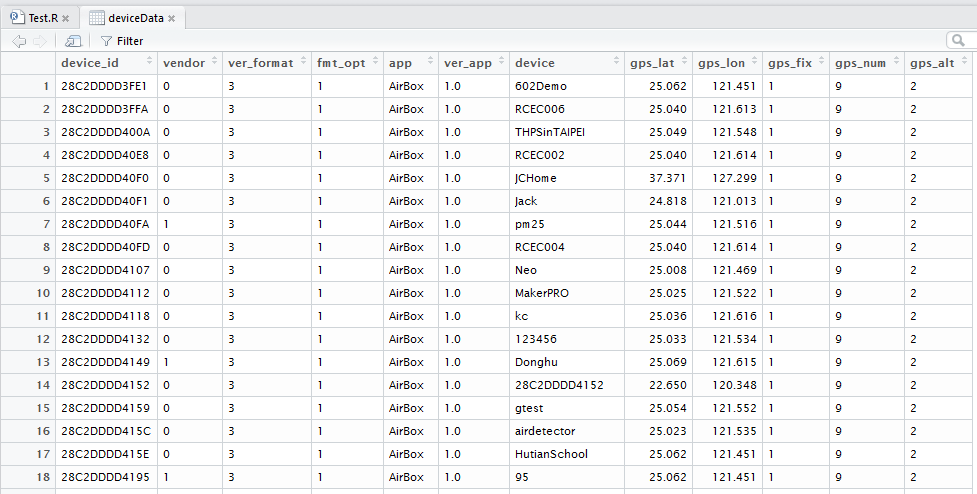 Test.R deviceData
Filter
device_id vendor ver_format fmt_opt app ver_app device gps_lat gps_lon gps_fix gps_num gps_alt
1 28C2DDDD3FE1 0 3 1 AirBox 1.0 602Demo 25.062 121.451 1 9 2
2 28C2DDDD3FFA 0 3 1 AirBox 1.0 RCEC006 25.040 121.613 1 9 2
3 28C2DDDD400A 0 3 1 AirBox 1.0 THPSinTAIPEI 25.049 121.548 1 9 2
4 28C2DDDD40E8 0 3 1 AirBox 1.0 RCEC002 25.040 121.614 1 9 2
5 28C2DDDD40F0 0 3 1 AirBox 1.0 JCHome 37.371 127.299 1 9 2
6 28C2DDDD40F1 0 3 1 AirBox 1.0 Jack 24.818 121.013 1 9 2
7 28C2DDDD40FA 1 3 1 AirBox 1.0 pm25 25.044 121.516 1 9 2
8 28C2DDDD40FD 0 3 1 AirBox 1.0 RCEC004 25.040 121.614 1 9 2
9 28C2DDDD4107 0 3 1 AirBox 1.0 Neo 25.008 121.469 1 9 2
10 28C2DDDD4112 0 3 1 AirBox 1.0 MakerPRO 25.025 121.522 1 9 2
11 28C2DDDD4118 0 3 1 AirBox 1.0 kc 25.036 121.616 1 9 2
12 28C2DDDD4132 0 3 1 AirBox 1.0 123456 25.033 121.534 1 9 2
13 28C2DDDD4149 1 3 1 AirBox 1.0 Donghu 25.069 121.615 1 9 2
14 28C2DDDD4152 0 3 1 AirBox 1.0 28C2DDDD4152 22.650 120.348 1 9 2
15 28C2DDDD4159 0 3 1 AirBox 1.0 gtest 25.054 121.552 1 9 2
16 28C2DDDD415C 0 3 1 AirBox 1.0 airdetector 25.023 121.535 1 9 2
17 28C2DDDD415E 0 3 1 AirBox 1.0 HutianSchool 25.062 121.451 1 9 2
18 28C2DDDD4195 1 3 1 AirBox 1.0 95 25.062 121.451 1 9 2